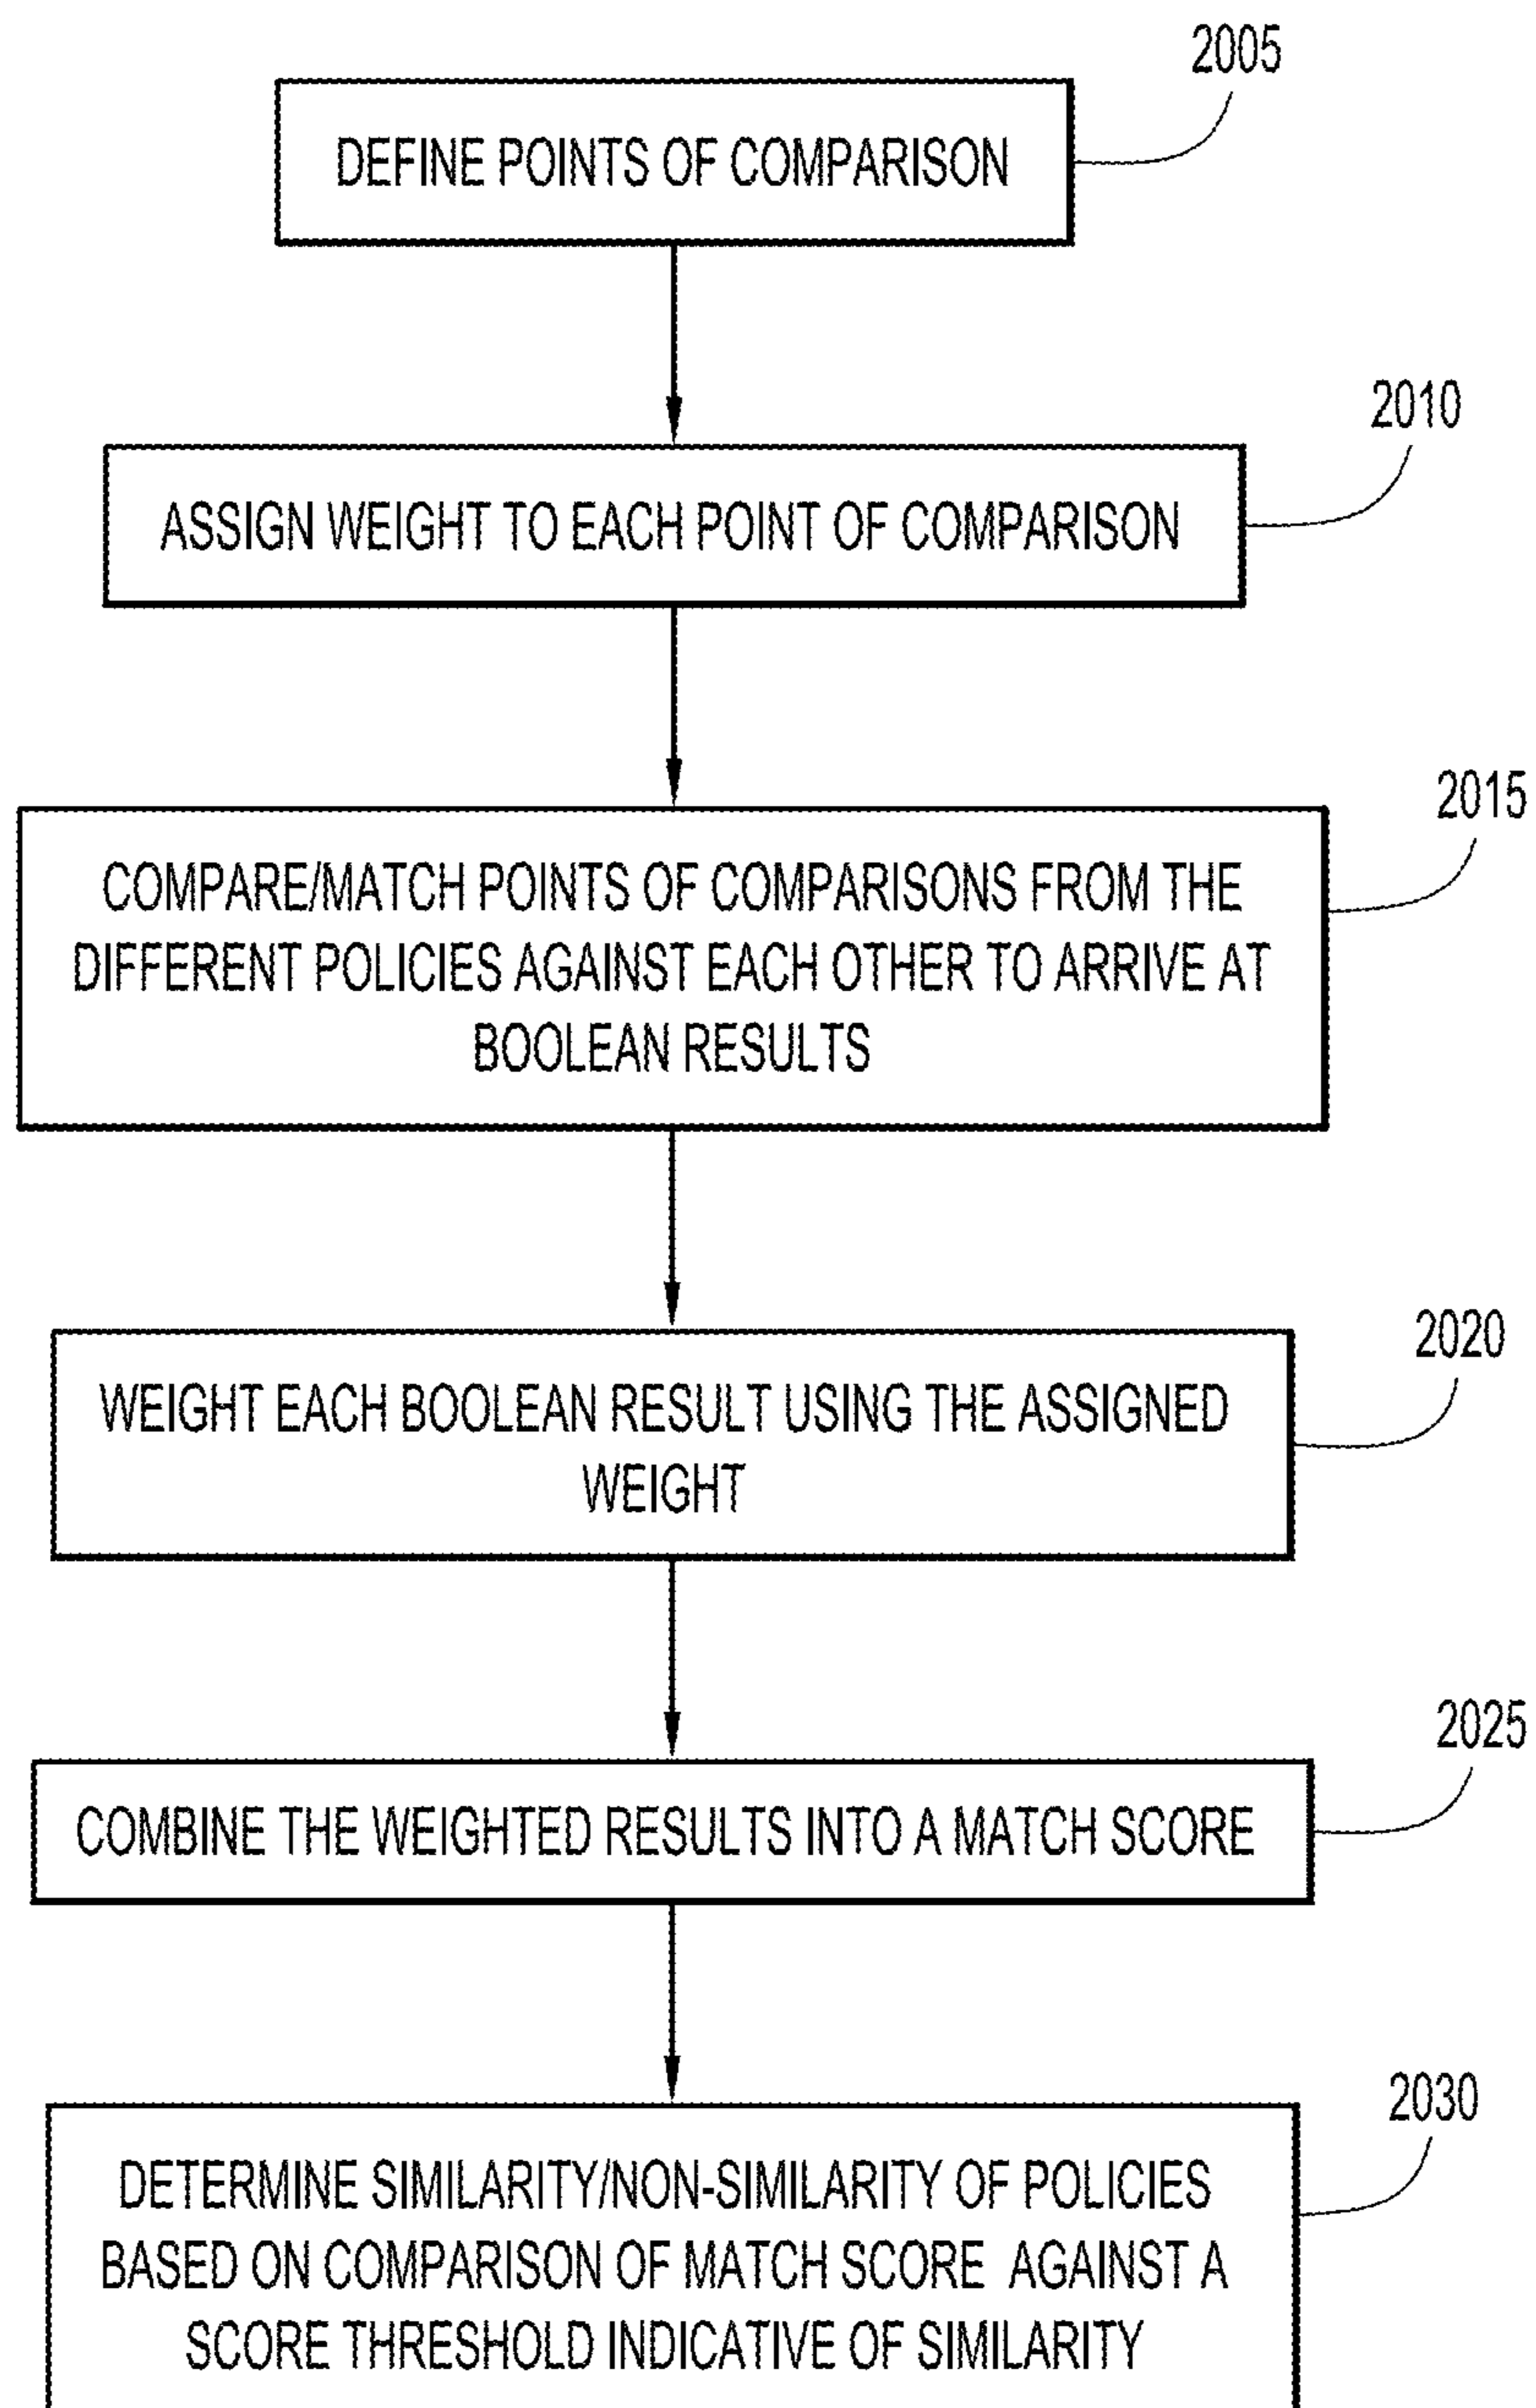 2005
DEFINE POINTS OF COMPARISON
2010
ASSIGN WEIGHT TO EACH POINT OF COMPARISON
2015
COMPARE/MATCH POINTS OF COMPARISONS FROM THE
DIFFERENT POLICIES AGAINST EACH OTHER TO ARRIVE AT
BOOLEAN RESULTS
2020
WEIGHT EACH BOOLEAN RESULT USING THE ASSIGNED
WEIGHT
2025
COMBINE THE WEIGHTED RESULTS INTO A MATCH SCORE
2030
DETERMINE SIMILARITY/NON-SIMILARITY OF POLICIES
BASED ON COMPARISON OF MATCH SCORE AGAINST A
SCORE THRESHOLD INDICATIVE OF SIMILARITY